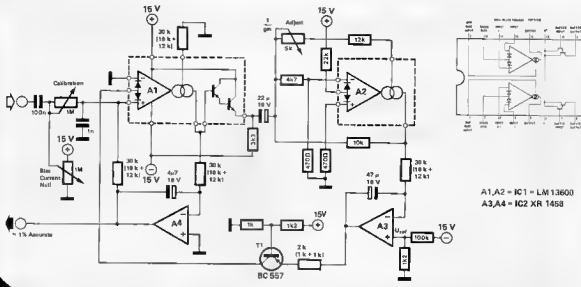 15 V
30 k
(18 k +
12 k)
A1
Calibration
100n
1M
1n
15 V
1M
Bias
Current
Null
30 k
(18 k +
12 k)
15 V
4µ7
16 V
30 k
(18 k +
12 k)
A4
± 1% Accurate
3k3
22 µ
16 V
1
gm
Adjust
5k
15 V
22k
12k
4k7
A2
470Ω
470Ω
10k
30 k
(18 k +
12 k)
47 µ
16 V
A3
Uref
100k
15 V
1k2
1k
1k2
15V
T1
BC 557
2 k
(1 k + 1 k)
A1,A2 = IC1 = LM 13600
A3,A4 = IC2 XR 1458